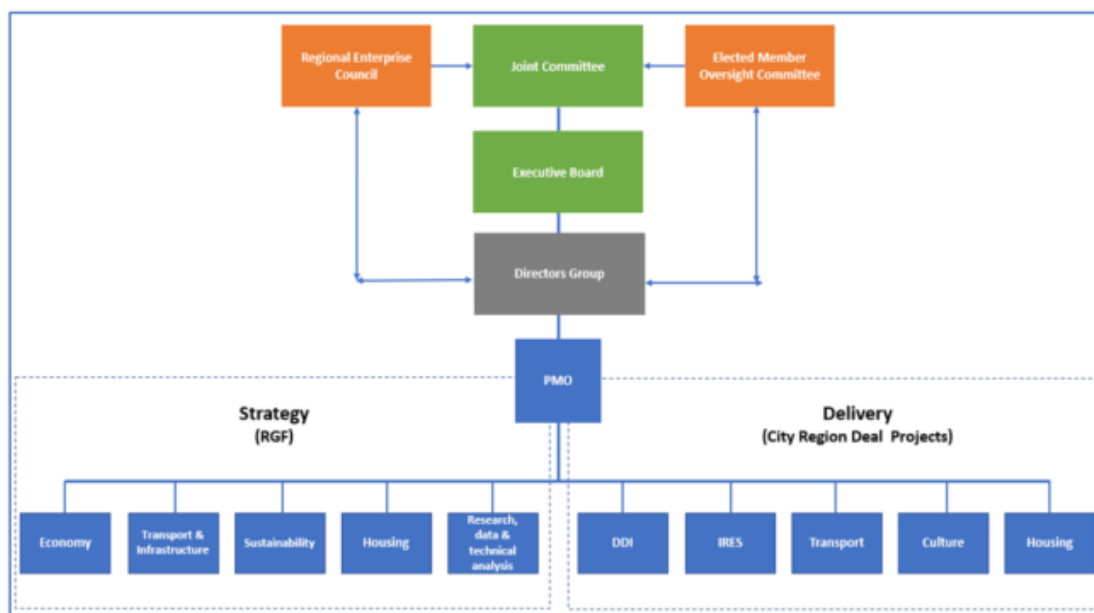 Regional Enterprise
Council
Joint Committee
Elected Member
Oversight Committee
Executive Board
Directors Group
PMO
Strategy
(RGF)
Delivery
(City Region Deal Projects)
Economy
Transport &
Infrastructure
Sustainability
Housing
Research,
data &
technical
analysis
DDI
IRES
Transport
Culture
Housing